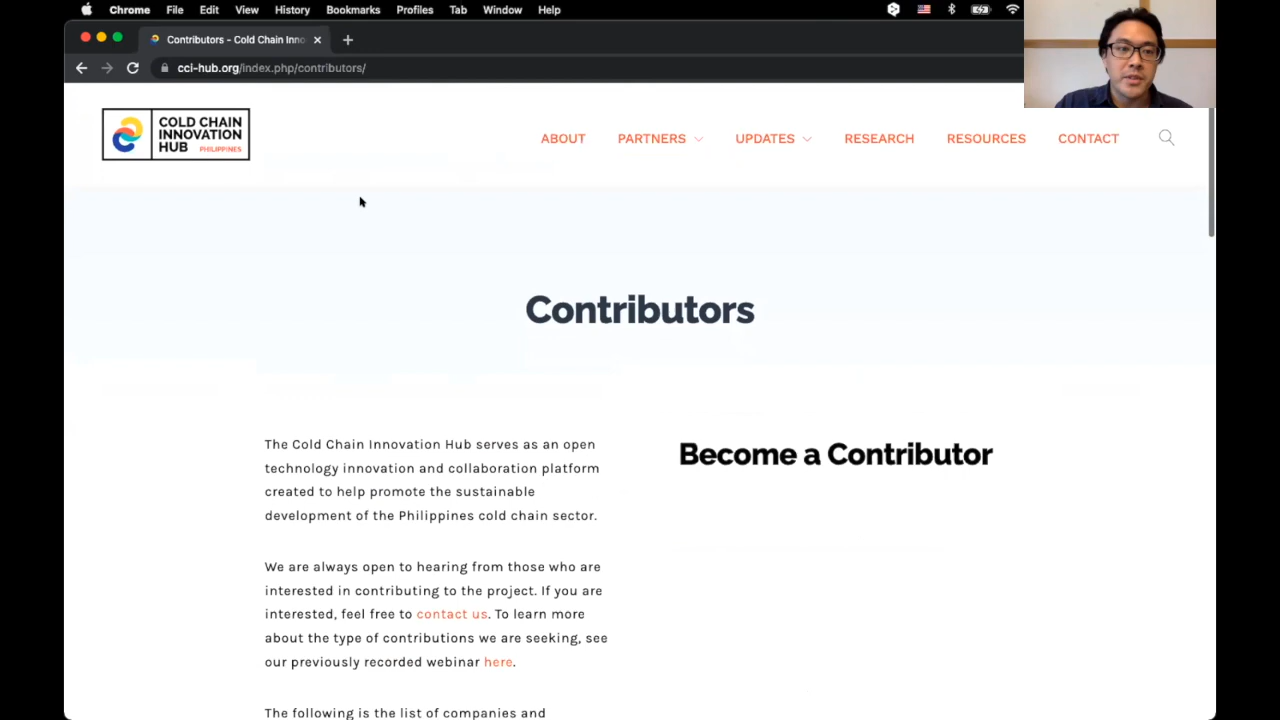 Chrome File Edit View History Bookmarks Profiles Tab Window Help
Contributors - Cold Chain Inno
cci-hub.org/index.php/contributors/
COLD CHAIN
INNOVATION
HUB PHILIPPINES
ABOUT PARTNERS UPDATES RESEARCH RESOURCES CONTACT
Contributors
The Cold Chain Innovation Hub serves as an open
technology innovation and collaboration platform
created to help promote the sustainable
development of the Philippines cold chain sector.
We are always open to hearing from those who are
interested in contributing to the project. If you are
interested, feel free to contact us. To learn more
about the type of contributions we are seeking, see
our previously recorded webinar here.
The following is the list of companies and
Become a Contributor